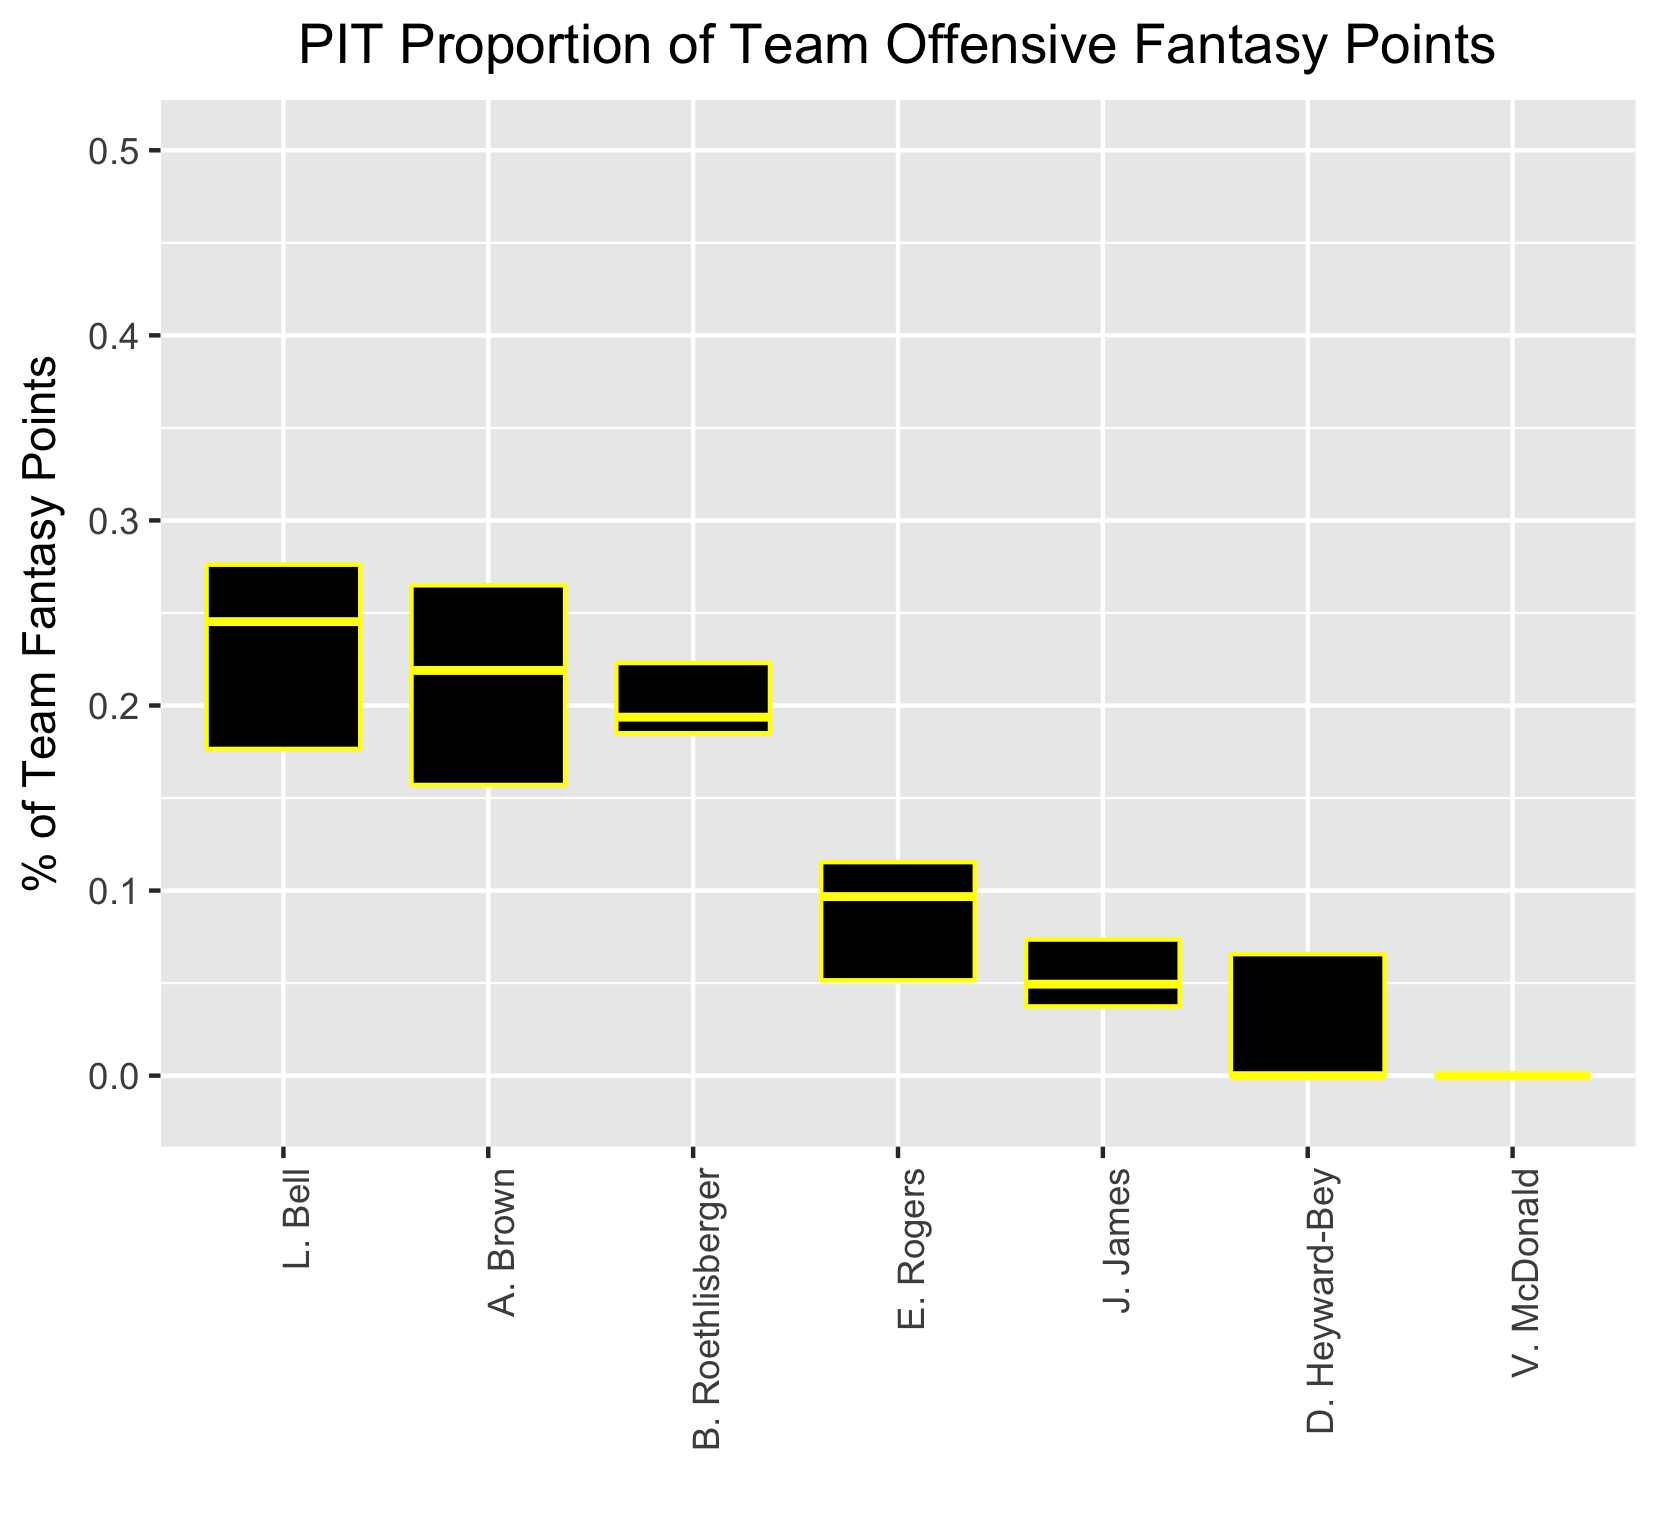 PIT Proportion of Team Offensive Fantasy Points
% of Team Fantasy Points
0.5
0.4
0.3
0.2
0.1
0.0
L. Bell
A. Brown
B. Roethlisberger
E. Rogers
J. James
D. Heyward-Bey
V. McDonald